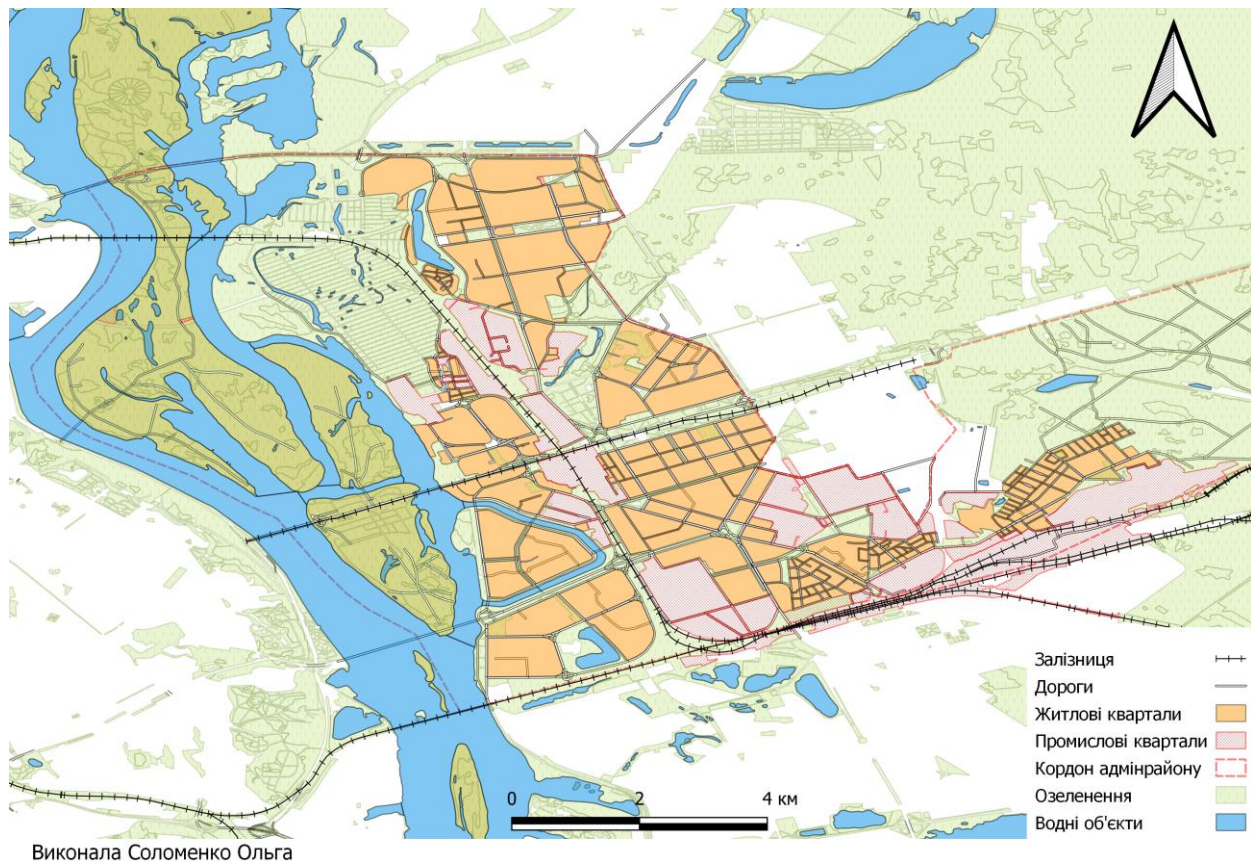 Залізниця
Дороги
Житлові квартали
Промислові квартали
Кордон адмінрайону
Озеленення
Водні об'єкти
0 2 4 км
Виконала Соломенко Ольга